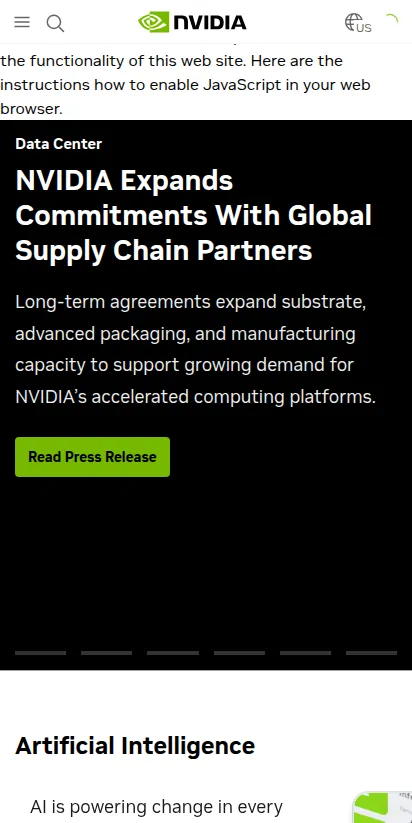 NVIDIA
US
the functionality of this web site. Here are the
instructions how to enable JavaScript in your web
browser.
Data Center
NVIDIA Expands
Commitments With Global
Supply Chain Partners
Long-term agreements expand substrate,
advanced packaging, and manufacturing
capacity to support growing demand for
NVIDIA's accelerated computing platforms.
Read Press Release
Artificial Intelligence
AI is powering change in every